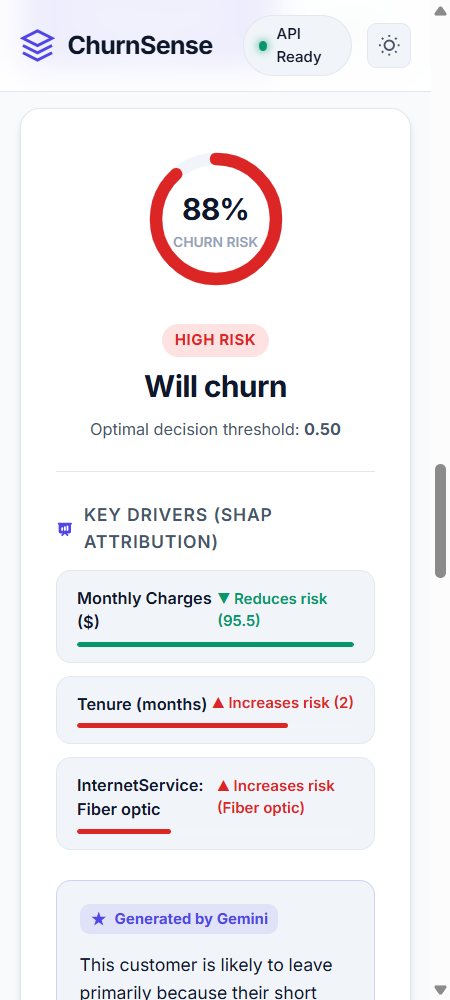 ChurnSense
API
Ready
88%
CHURN RISK
HIGH RISK
Will churn
Optimal decision threshold: 0.50
KEY DRIVERS (SHAP
ATTRIBUTION)
Monthly Charges
($)
▼ Reduces risk
(95.5)
Tenure (months)
▲ Increases risk (2)
InternetService:
Fiber optic
▲ Increases risk
(Fiber optic)
Generated by Gemini
This customer is likely to leave
primarily because their short